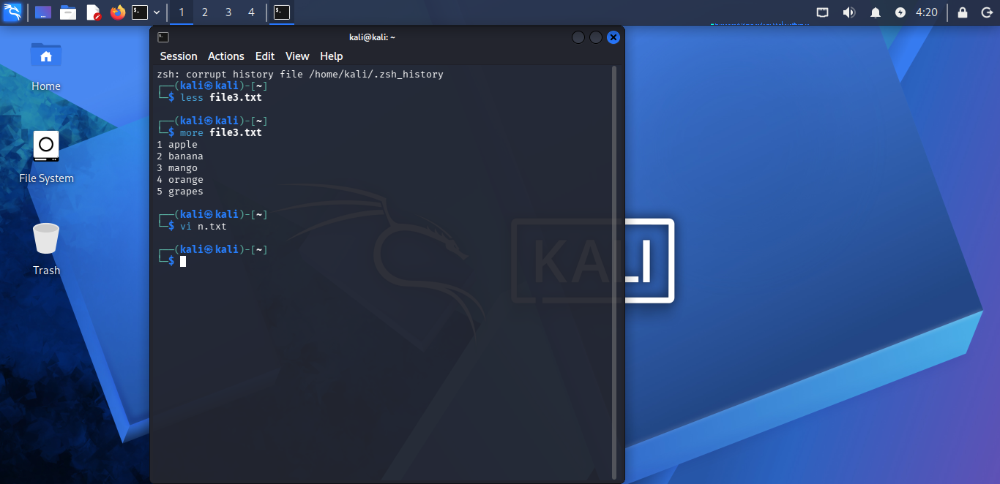 1 2 3 4 4:20
kali@kali: ~
Session Actions Edit View Help
zsh: corrupt history file /home/kali/.zsh_history
┌──(kali㉿kali)-[~]
└─$ less file3.txt
┌──(kali㉿kali)-[~]
└─$ more file3.txt
1 apple
2 banana
3 mango
4 orange
5 grapes
┌──(kali㉿kali)-[~]
└─$ vi n.txt
┌──(kali㉿kali)-[~]
└─$
Home
File System
Trash
KALI